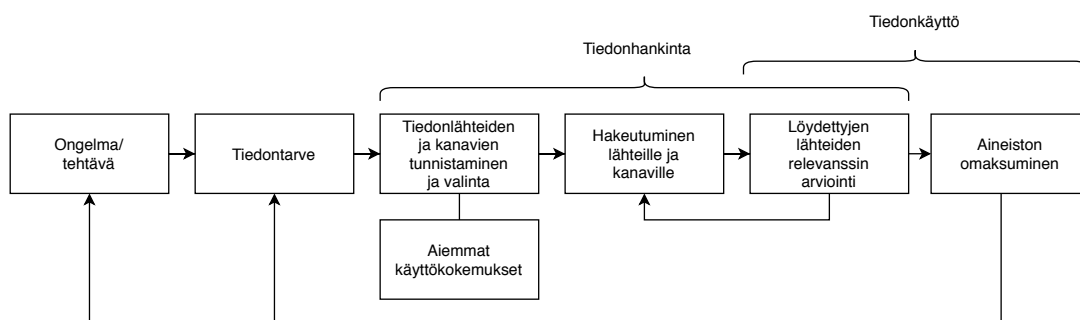 Tiedonkäyttö
Tiedonhankinta
Ongelma/
tehtävä
Tiedontarve
Tiedonlähteiden
ja kanavien
tunnistaminen
ja valinta
Hakeutuminen
lähteille ja
kanaville
Löydettyjen
lähteiden
relevanssin
arviointi
Aineiston
omaksuminen
Aiemmat
käyttökokemukset